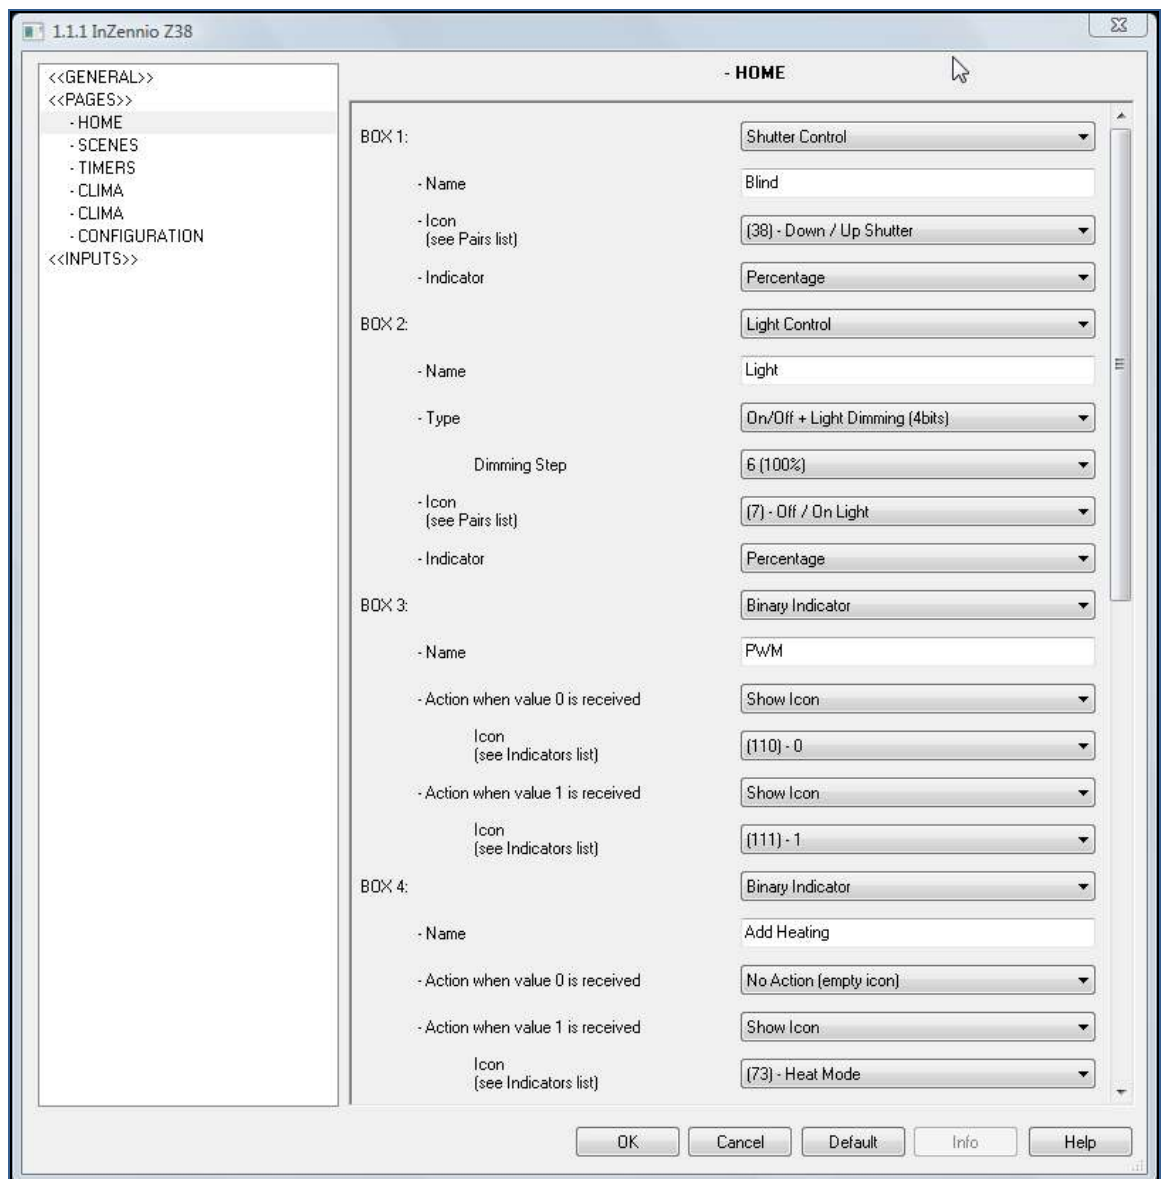 1.1.1 InZennio Z38
<<GENERAL>>
<<PAGES>>
- HOME
- SCENES
- TIMERS
- CLIMA
- CLIMA
- CONFIGURATION
<<INPUTS>>
- HOME
BOX 1:
Shutter Control
- Name
Blind
- Icon
(see Pairs list)
(38) - Down / Up Shutter
- Indicator
Percentage
BOX 2:
Light Control
- Name
Light
- Type
On/Off + Light Dimming (4bits)
Dimming Step
6 (100%)
- Icon
(see Pairs list)
(7) - Off / On Light
- Indicator
Percentage
BOX 3:
Binary Indicator
- Name
PWM
- Action when value 0 is received
Show Icon
Icon
(see Indicators list)
(110) - 0
- Action when value 1 is received
Show Icon
Icon
(see Indicators list)
(111) - 1
BOX 4:
Binary Indicator
- Name
Add Heating
- Action when value 0 is received
No Action (empty icon)
- Action when value 1 is received
Show Icon
Icon
(see Indicators list)
(73) - Heat Mode
OK
Cancel
Default
Info
Help